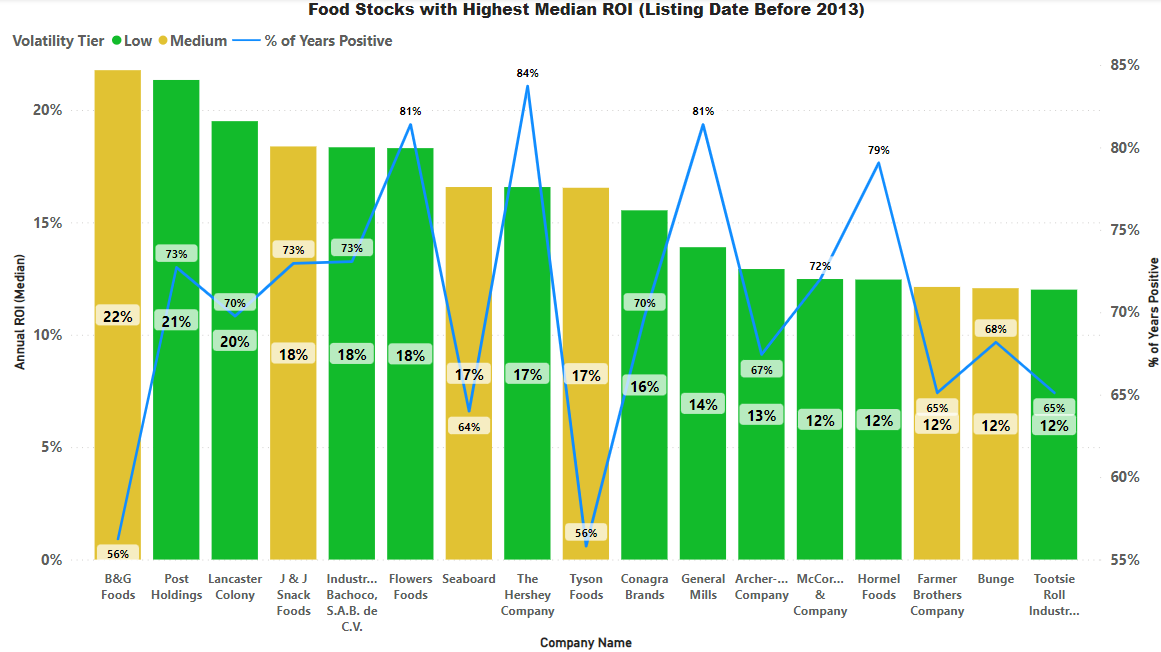 Food Stocks with Highest Median ROI (Listing Date Before 2013)
Volatility Tier Low Medium % of Years Positive
Annual ROI (Median)
20%
15%
10%
5%
0%
85%
80%
75%
70%
65%
60%
55%
% of Years Positive
56%
73%
70%
73%
73%
81%
64%
84%
56%
70%
81%
67%
72%
79%
65%
68%
65%
22%
21%
20%
18%
18%
18%
17%
17%
17%
16%
14%
13%
12%
12%
12%
12%
12%
B&G
Foods
Post
Holdings
Lancaster
Colony
J & J
Snack
Foods
Industr...
Bachoco,
S.A.B. de
C.V.
Flowers
Foods
Seaboard
The
Hershey
Company
Tyson
Foods
Conagra
Brands
General
Mills
Archer-...
Company
McCor...
&
Company
Hormel
Foods
Farmer
Brothers
Company
Bunge
Tootsie
Roll
Industr...
Company Name